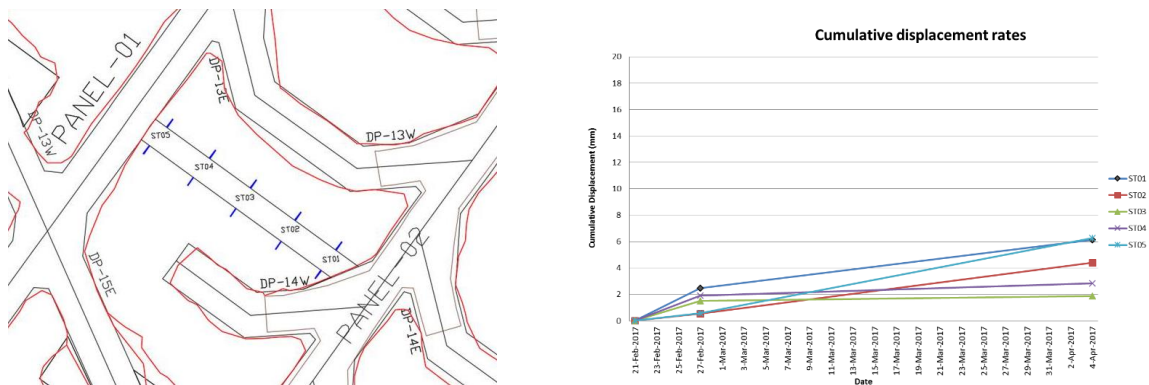 PANEL-01
DP-13W
DP-13E
DP-13W
ST05
ST04
ST03
ST02
ST01
DP-14W
DP-15E
PANEL-02
DP-14E
Cumulative displacement rates
Cumulative Displacement (mm)
20
18
16
14
12
10
8
6
4
2
0
21-Feb-2017
23-Feb-2017
25-Feb-2017
27-Feb-2017
1-Mar-2017
3-Mar-2017
5-Mar-2017
7-Mar-2017
9-Mar-2017
11-Mar-2017
13-Mar-2017
15-Mar-2017
17-Mar-2017
19-Mar-2017
21-Mar-2017
23-Mar-2017
25-Mar-2017
27-Mar-2017
29-Mar-2017
31-Mar-2017
2-Apr-2017
4-Apr-2017
Date
ST01
ST02
ST03
ST04
ST05